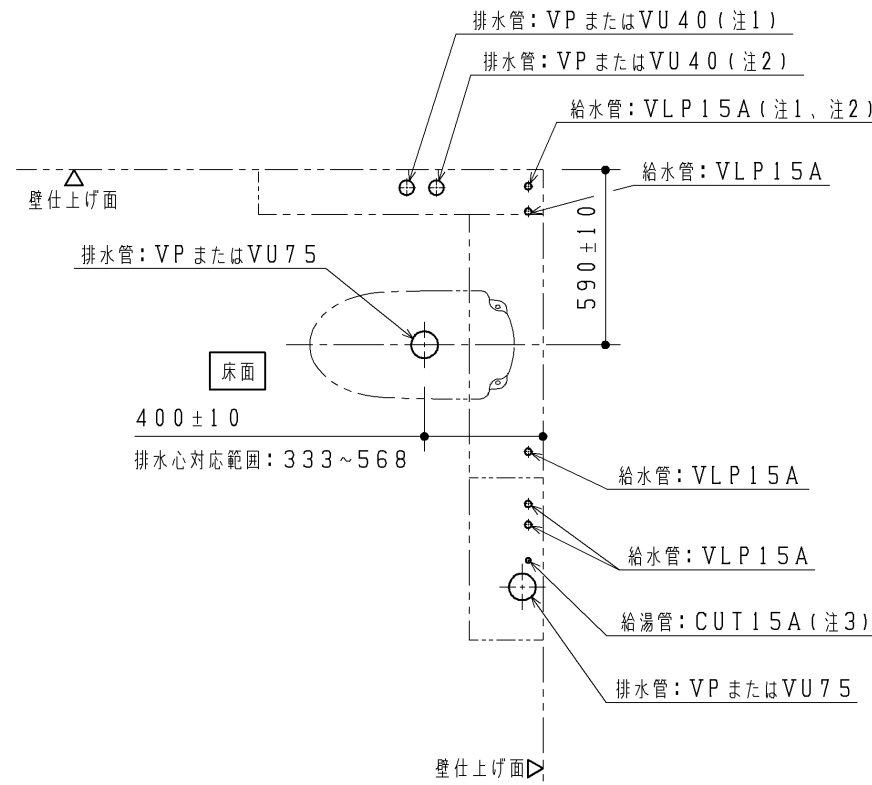 排水管：VPまたはVU40(注1)
排水管：VPまたはVU40(注2)
給水管：VLP15A(注1、注2)
給水管：VLP15A
壁仕上げ面
排水管：VPまたはVU75
590±10
床面
400±10
排水心対応範囲：333~568
給水管：VLP15A
給水管：VLP15A
給湯管：CUT15A(注3)
排水管：VPまたはVU75
壁仕上げ面